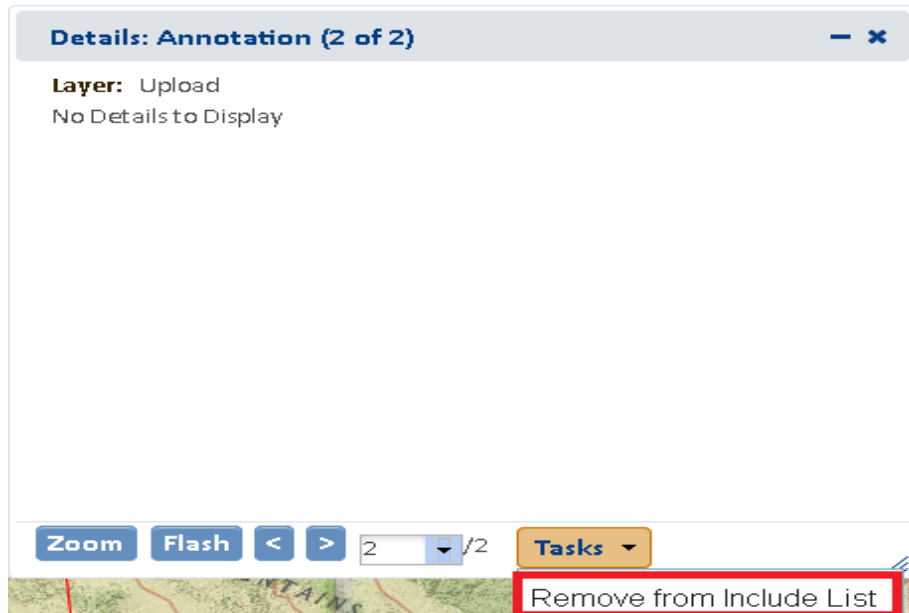 Details: Annotation (2 of 2)
Layer: Upload
No Details to Display
Zoom Flash < > 2 /2 Tasks
Remove from Include List